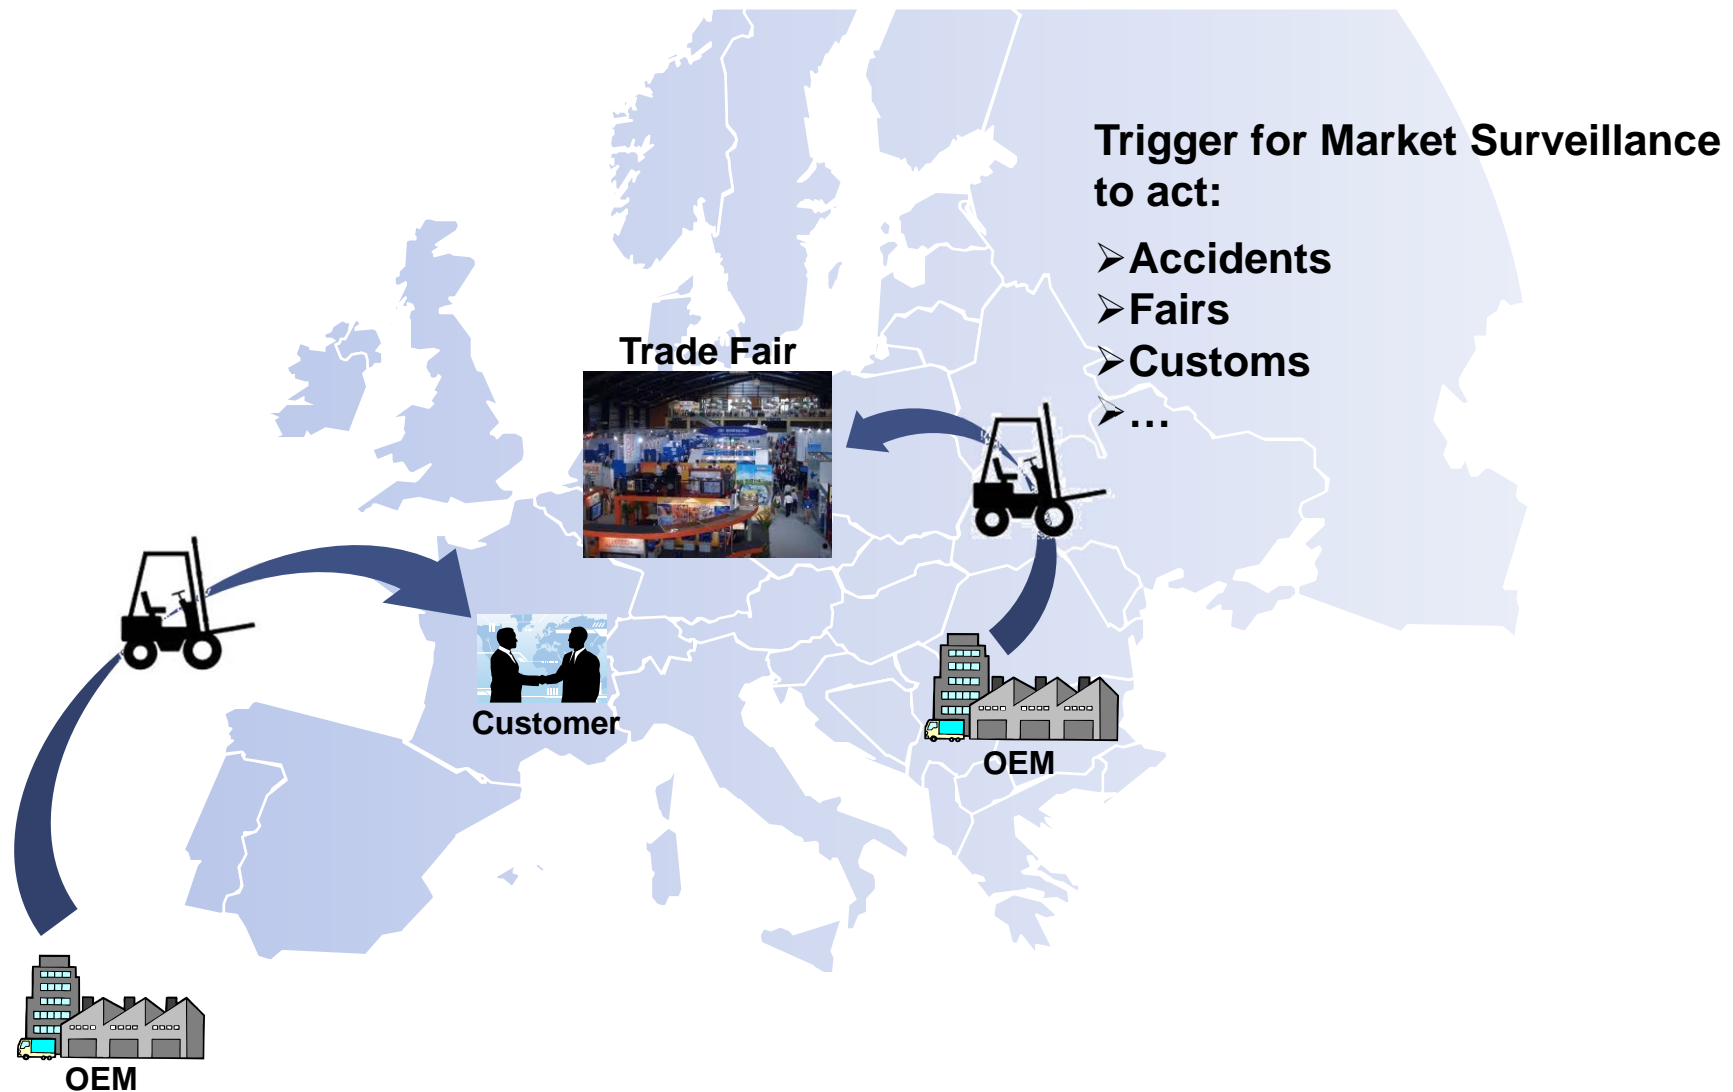 Trigger for Market Surveillance
to act:
➢Accidents
➢Fairs
➢Customs
➢…
Trade Fair
Customer
OEM
OEM